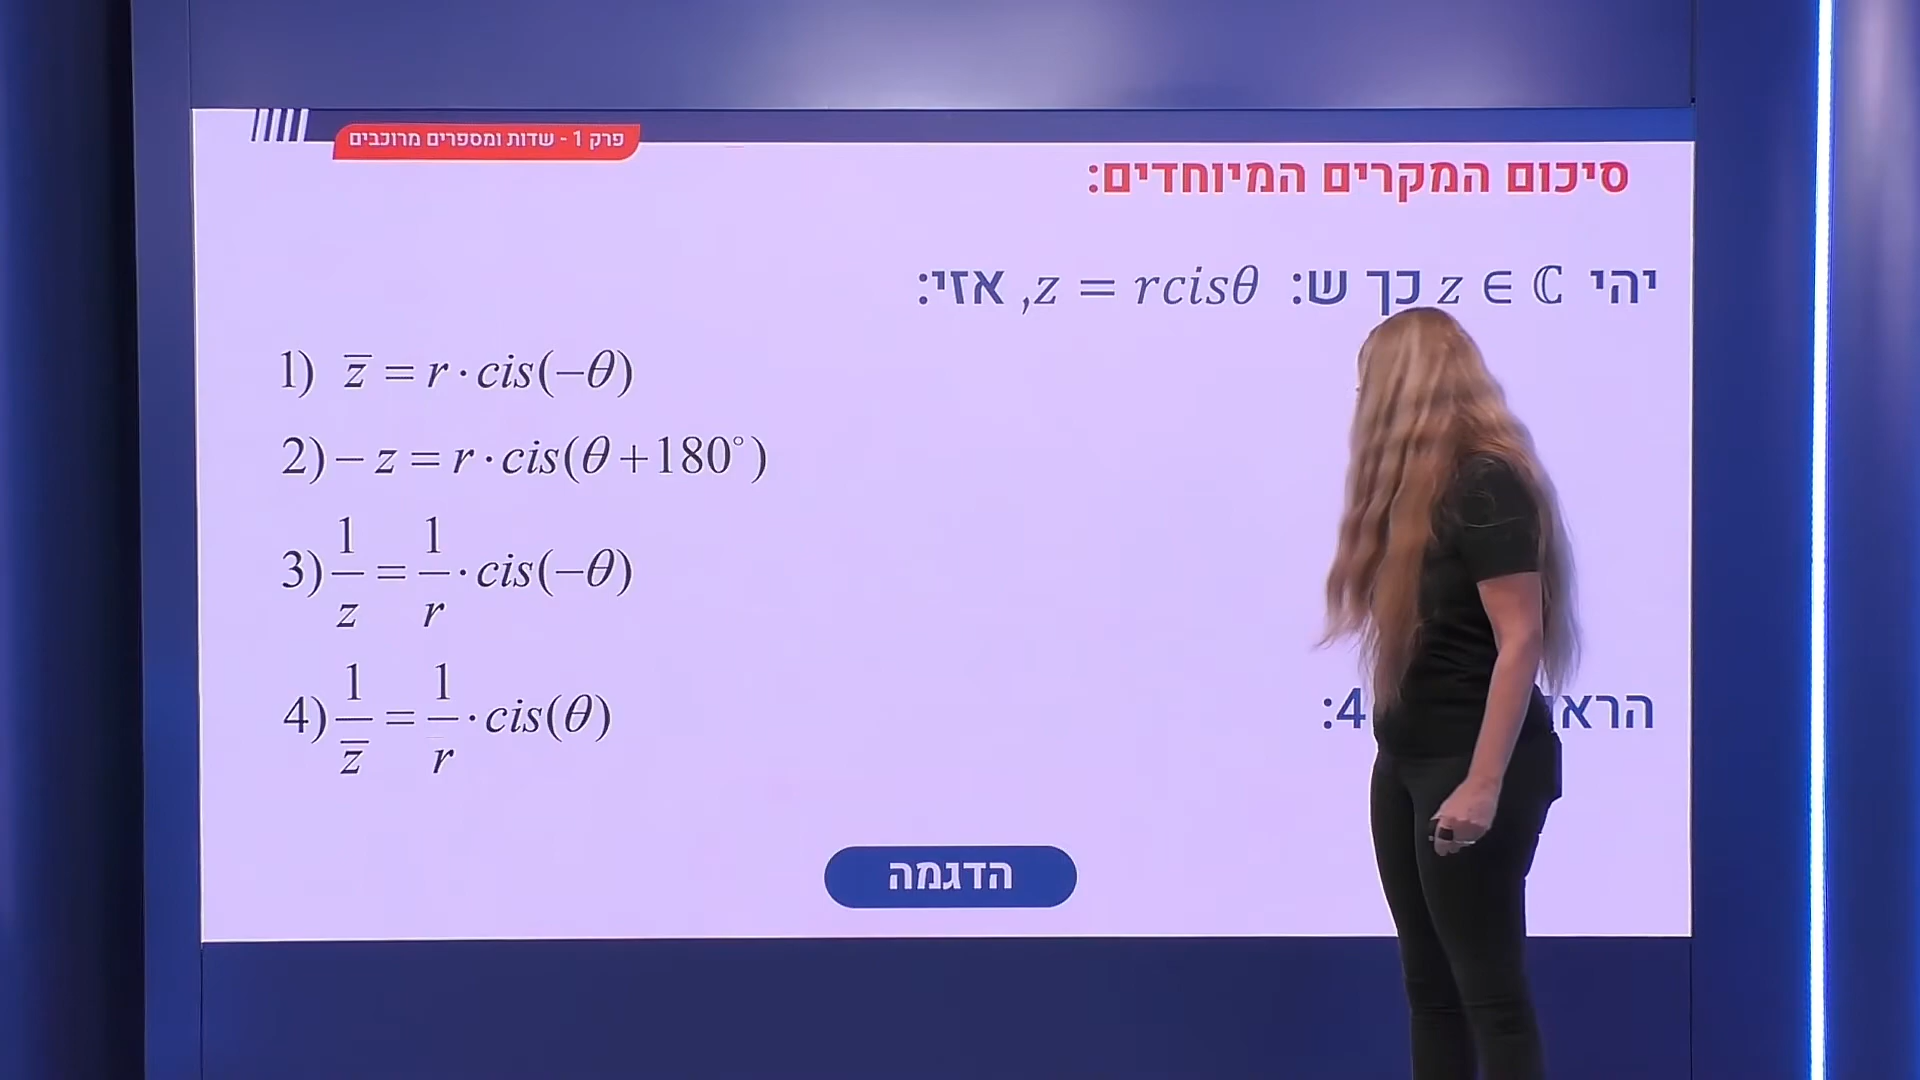 פרק 1 - שדות ומספרים מרוכבים
סיכום המקרים המיוחדים:
יהי z ∈ ℂ כך ש: z = rcisθ, אזי:
1) z̅ = r · cis(−θ)
2) − z = r · cis(θ + 180°)
3) 1/z = 1/r · cis(−θ)
4) 1/z̅ = 1/r · cis(θ)
4:
הדגמה